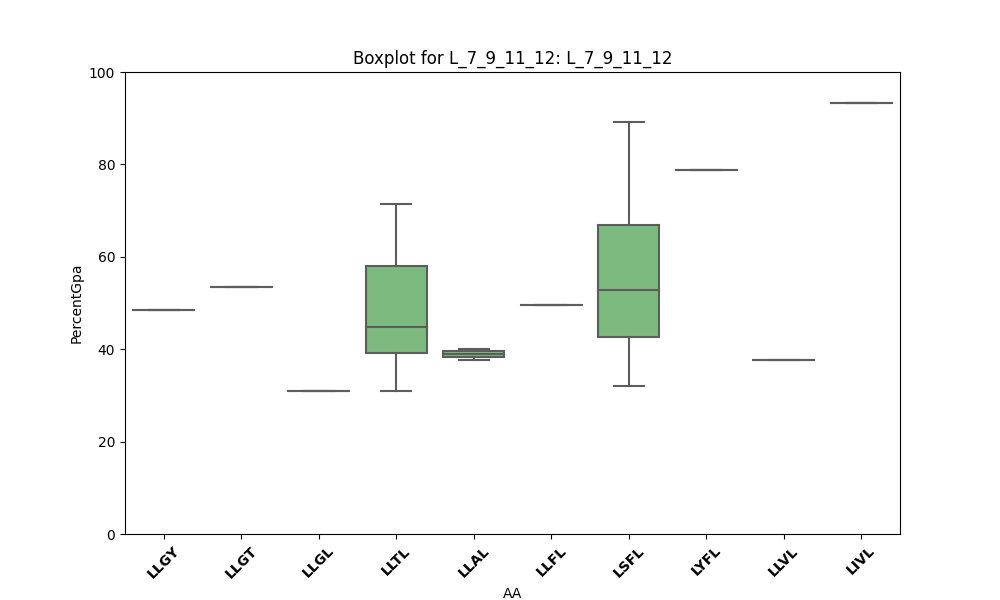 Boxplot for L_7_9_11_12: L_7_9_11_12
PercentGpa
100
80
60
40
20
0
LLGY LLGT LLGL LLTL LLAL LLFL LSFL LYFL LLVL LIVL
AA